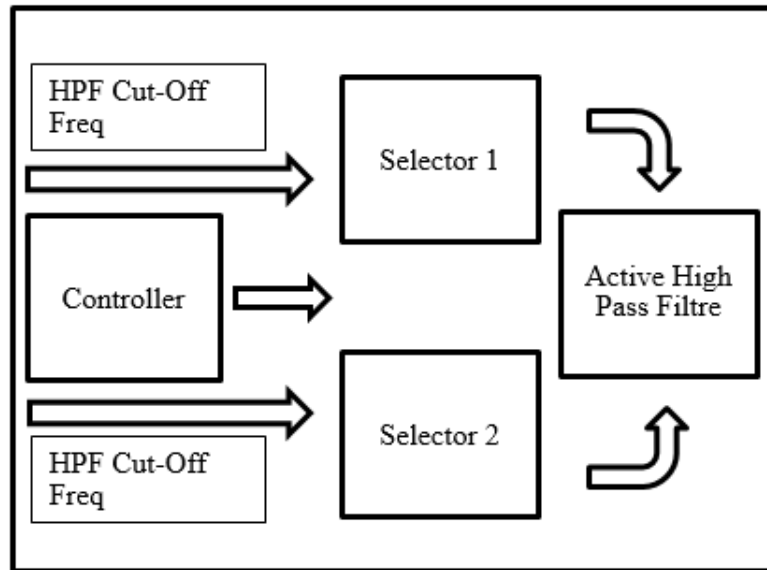 HPF Cut-Off
Freq
Selector 1
Controller
Active High
Pass Filtre
Selector 2
HPF Cut-Off
Freq